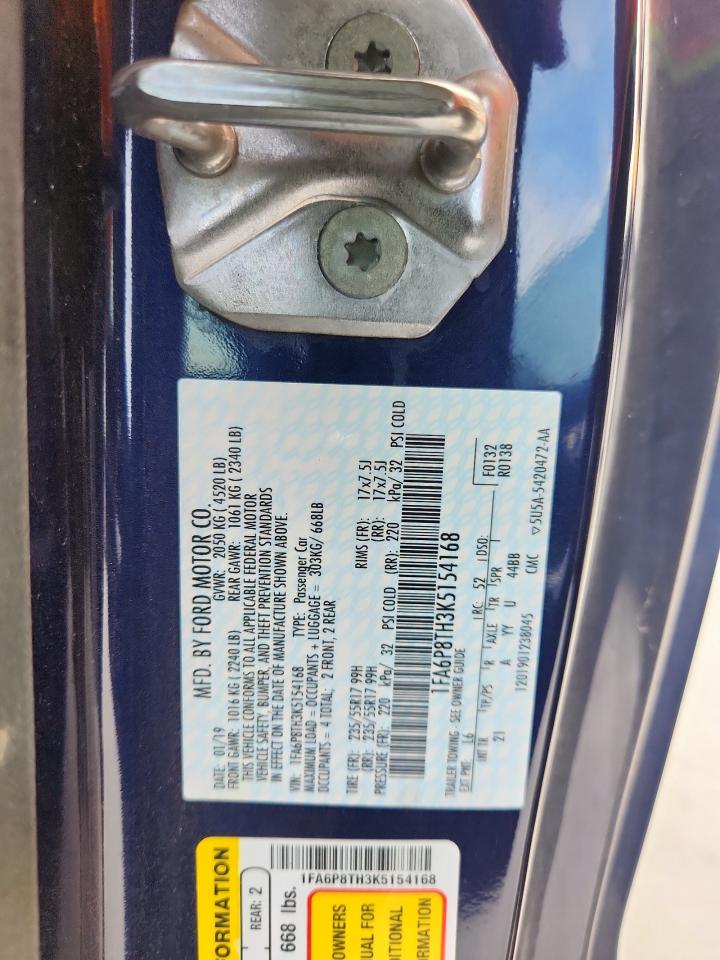 MFD. BY FORD MOTOR CO.
DATE: 01/19 GVWR: 2050 KG ( 4520 LB)
FRONT GAWR: 1016 KG ( 2240 LB) REAR GAWR: 1061 KG ( 2340 LB)
THIS VEHICLE CONFORMS TO ALL APPLICABLE FEDERAL MOTOR
VEHICLE SAFETY, BUMPER, AND THEFT PREVENTION STANDARDS
IN EFFECT ON THE DATE OF MANUFACTURE SHOWN ABOVE.
VIN: 1FA6P8TH3K5154168 TYPE: Passenger Car
MAXIMUM LOAD = OCCUPANTS + LUGGAGE = 303KG/ 668LB
OCCUPANTS = 4 TOTAL; 2 FRONT, 2 REAR
TIRE (FR): 235/55R17 99H RIMS (FR): 17x7.5J
(RR): 235/55R17 99H (RR): 17x7.5J
PRESSURE (FR): 220 kPa/ 32 PSI COLD (RR): 220 kPa/ 32 PSI COLD
1FA6P8TH3K5154168
TRAILER TOWING - SEE OWNER GUIDE
EXT PNT: L6 RC: 52 DSO: F0132
INT TR TP/PS R AXLE TR SPR R0138
21 A YY U 44BB
1201901238045 CMC 5U5A-5420472-AA
FORMATION
REAR: 2
668 lbs.
1FA6P8TH3K5154168
OWNERS
UAL FOR
DITIONAL
RMATION